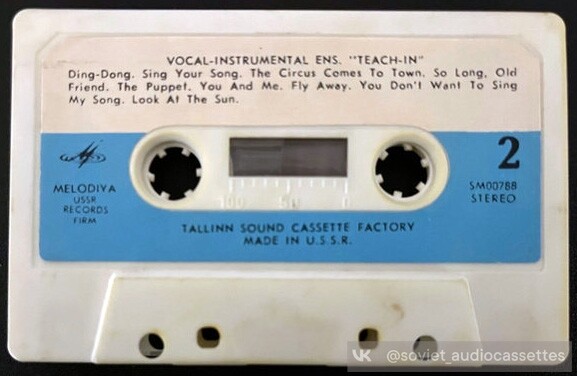 VOCAL-INSTRUMENTAL ENS. "TEACH-IN"
Ding-Dong. Sing Your Song. The Circus Comes To Town. So Long, Old
Friend. The Puppet. You And Me. Fly Away. You Don't Want To Sing
My Song. Look At The Sun.
2
MELODIYA
USSR
RECORDS
FIRM
100 50 0
SM00788
STEREO
TALLINN SOUND CASSETTE FACTORY
MADE IN U.S.S.R.
@soviet_audiocassettes